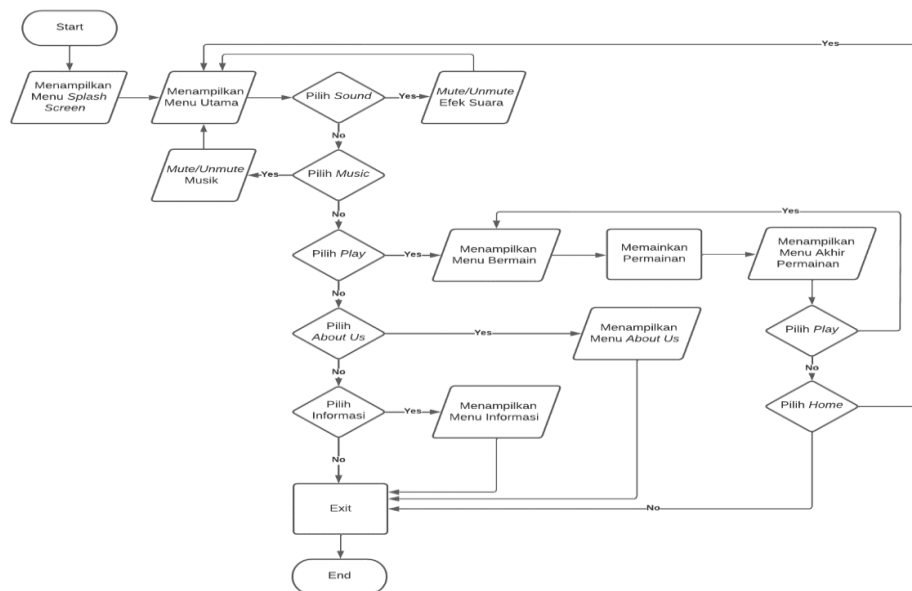 Start
Yes
Menampilkan
Menu Splash
Screen
Menampilkan
Menu Utama
Pilih Sound
Yes
Mute/Unmute
Efek Suara
No
Mute/Unmute
Musik
Yes
Pilih Music
No
Yes
Pilih Play
Yes
Menampilkan
Menu Bermain
Memainkan
Permainan
Menampilkan
Menu Akhir
Permainan
No
Pilih
About Us
Yes
Menampilkan
Menu About Us
Pilih Play
No
No
Pilih
Informasi
Yes
Menampilkan
Menu Informasi
Pilih Home
No
Exit
No
End